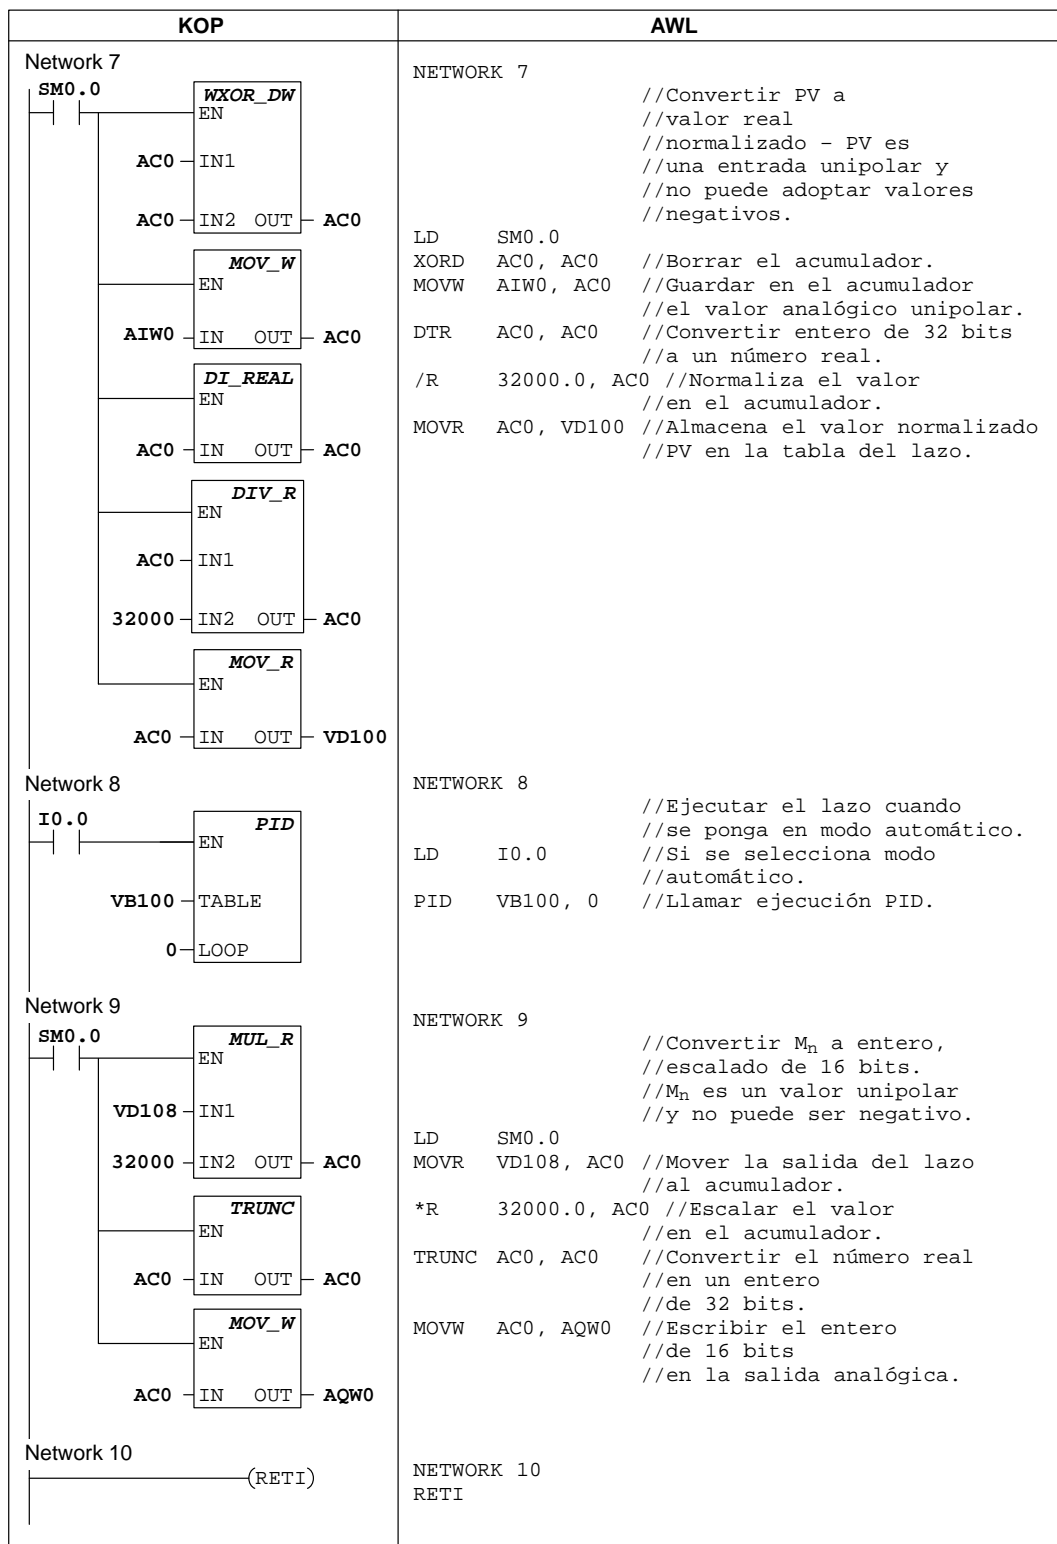 KOP
AWL
Network 7
SM0.0
WXOR_DW
EN
AC0 IN1
AC0 IN2 OUT AC0
MOV_W
EN
AIW0 IN OUT AC0
DI_REAL
EN
AC0 IN OUT AC0
DIV_R
EN
AC0 IN1
32000 IN2 OUT AC0
MOV_R
EN
AC0 IN OUT VD100
NETWORK 7
//Convertir PV a
//valor real
//normalizado – PV es
//una entrada unipolar y
//no puede adoptar valores
//negativos.
LD SM0.0
XORD AC0, AC0 //Borrar el acumulador.
MOVW AIW0, AC0 //Guardar en el acumulador
//el valor analógico unipolar.
DTR AC0, AC0 //Convertir entero de 32 bits
//a un número real.
/R 32000.0, AC0 //Normaliza el valor
//en el acumulador.
MOVR AC0, VD100 //Almacena el valor normalizado
//PV en la tabla del lazo.
Network 8
I0.0
PID
EN
VB100 TABLE
0 LOOP
NETWORK 8
//Ejecutar el lazo cuando
//se ponga en modo automático.
LD I0.0 //Si se selecciona modo
//automático.
PID VB100, 0 //Llamar ejecución PID.
Network 9
SM0.0
MUL_R
EN
VD108 IN1
32000 IN2 OUT AC0
TRUNC
EN
AC0 IN OUT AC0
MOV_W
EN
AC0 IN OUT AQW0
NETWORK 9
//Convertir Mn a entero,
//escalado de 16 bits.
//Mn es un valor unipolar
//y no puede ser negativo.
LD SM0.0
MOVR VD108, AC0 //Mover la salida del lazo
//al acumulador.
*R 32000.0, AC0 //Escalar el valor
//en el acumulador.
TRUNC AC0, AC0 //Convertir el número real
//en un entero
//de 32 bits.
MOVW AC0, AQW0 //Escribir el entero
//de 16 bits
//en la salida analógica.
Network 10
(RETI)
NETWORK 10
RETI